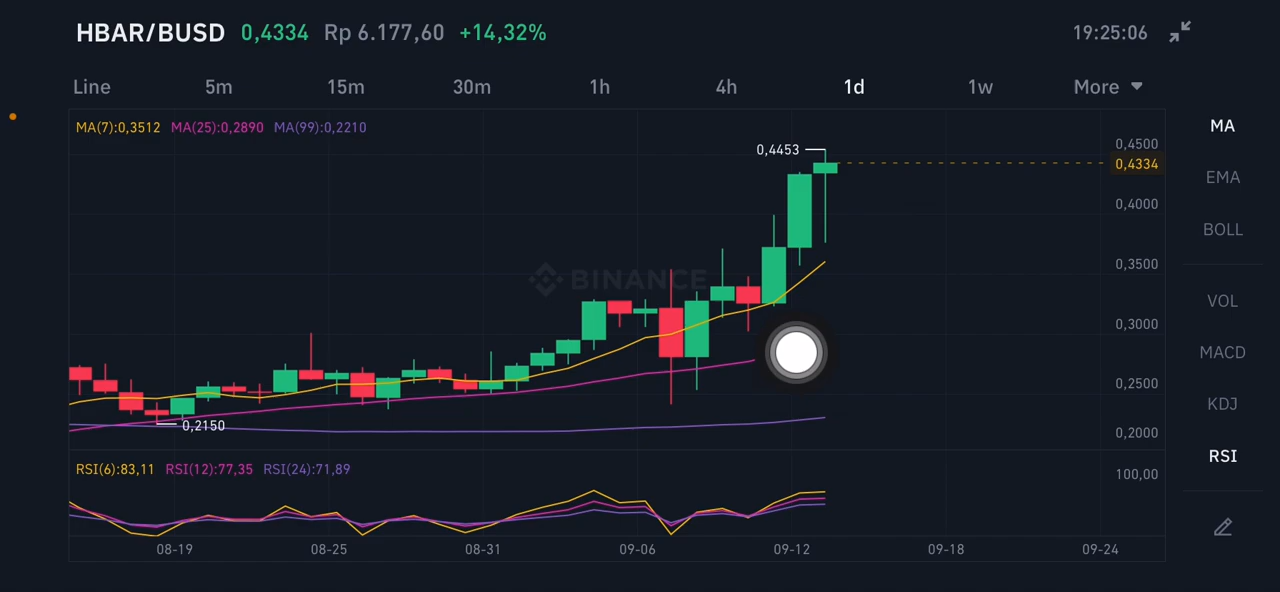 HBAR/BUSD 0,4334 Rp 6.177,60 +14,32% 19:25:06
Line 5m 15m 30m 1h 4h 1d 1w More
MA(7):0,3512 MA(25):0,2890 MA(99):0,2210
MA
0,4453
0,4500
0,4334
EMA
0,4000
BOLL
0,3500
BINANCE
VOL
0,3000
MACD
0,2500
KDJ
0,2150
0,2000
RSI
RSI(6):83,11 RSI(12):77,35 RSI(24):71,89
100,00
08-19 08-25 08-31 09-06 09-12 09-18 09-24